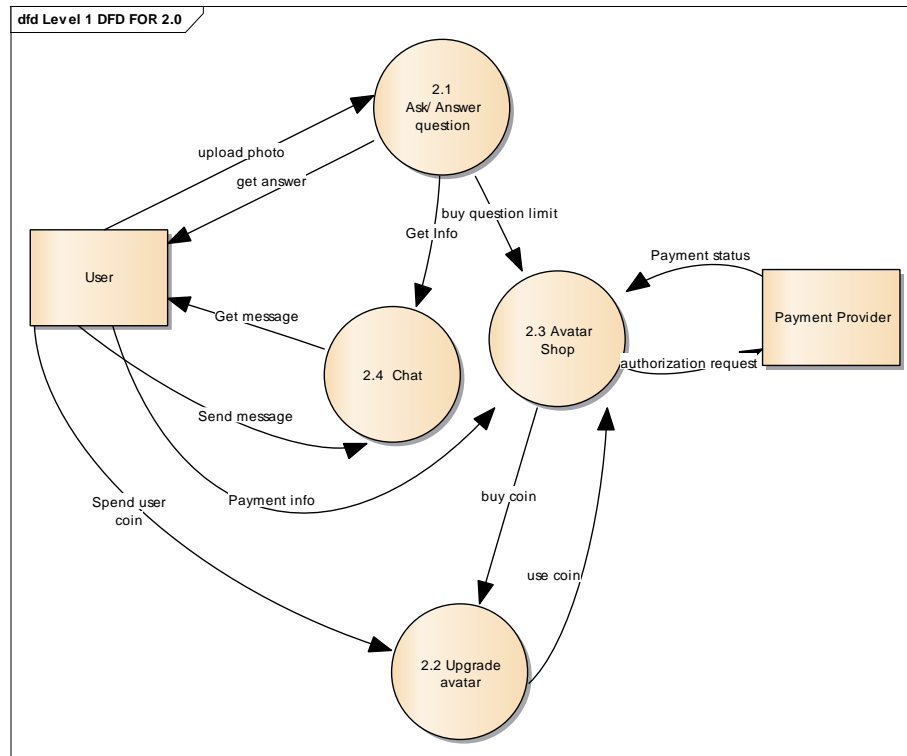 dfd Level 1 DFD FOR 2.0
2.1
Ask/ Answer
question
upload photo
get answer
buy question limit
Get Info
Payment status
User
Payment Provider
Get message
2.3 Avatar
Shop
authorization request
2.4 Chat
Send message
Payment info
buy coin
Spend user
coin
use coin
2.2 Upgrade
avatar